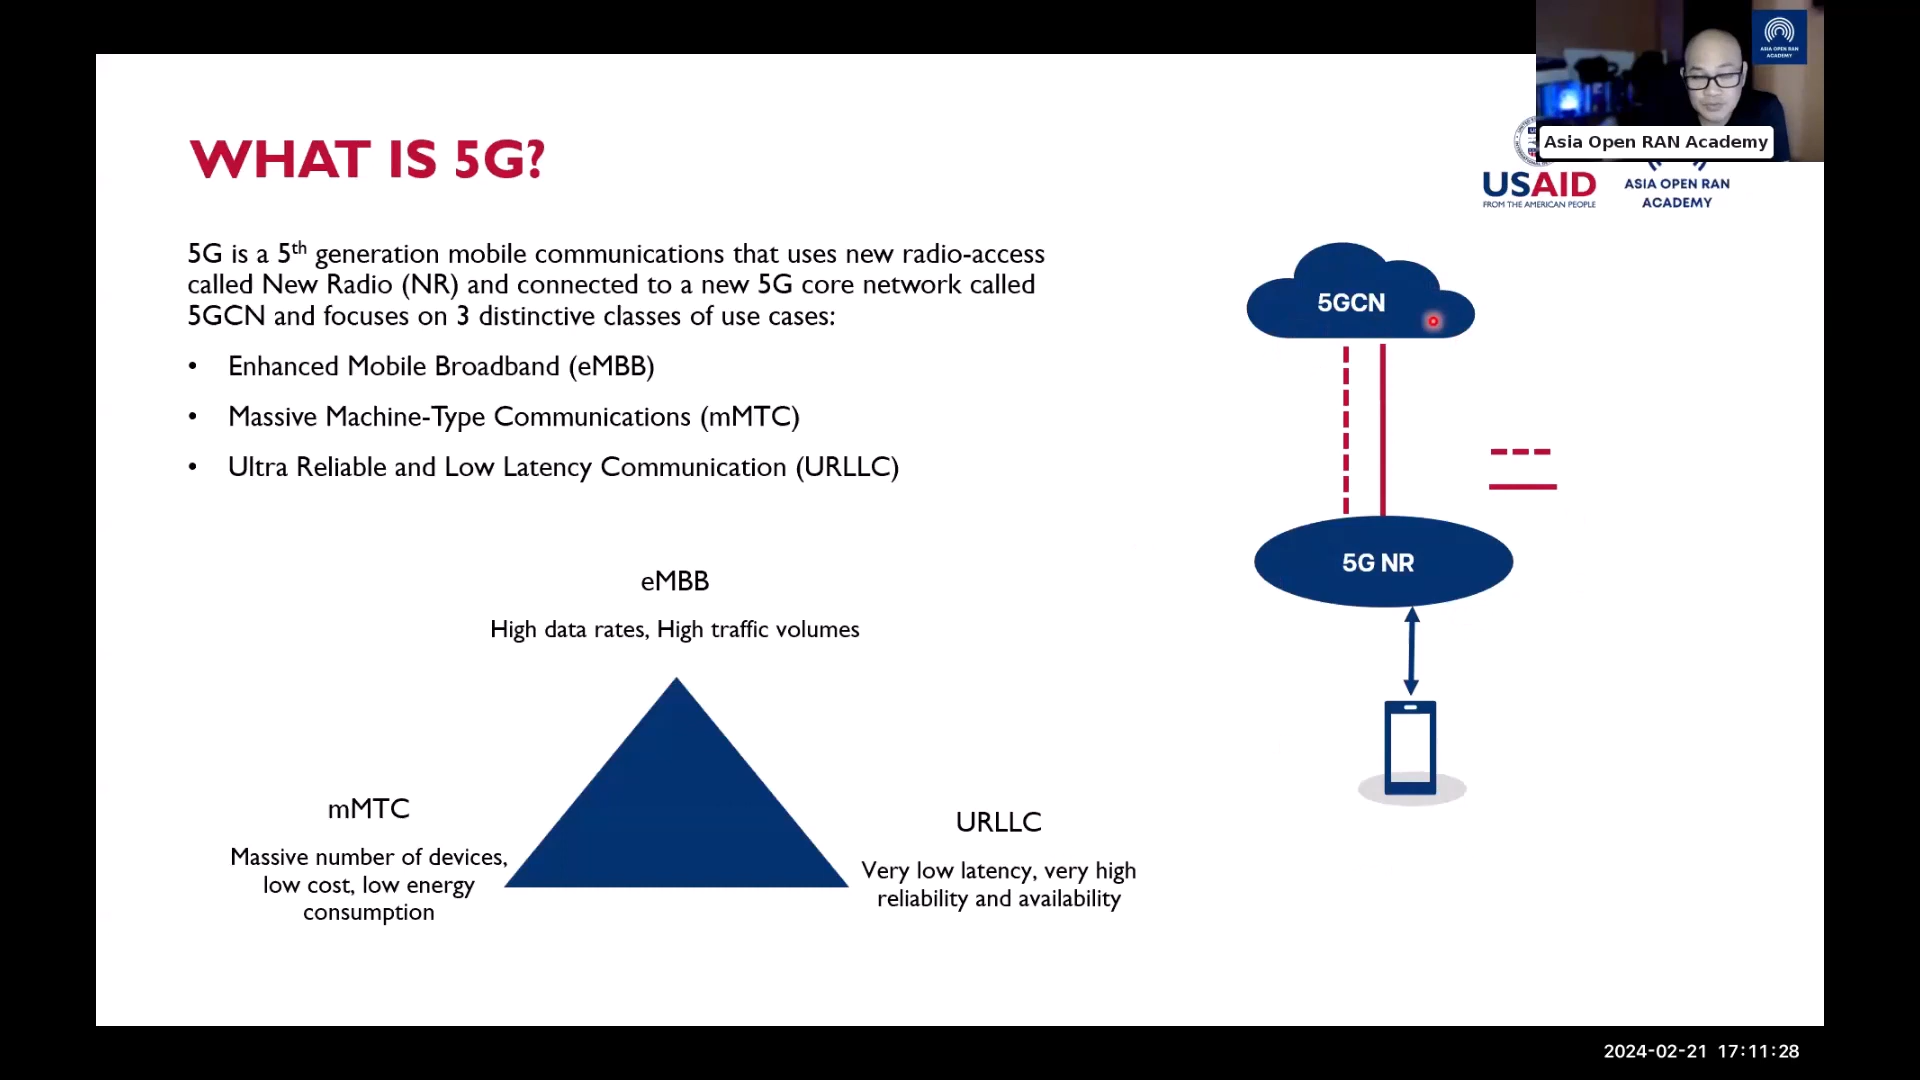 ASIA OPEN RAN
ACADEMY
Asia Open RAN Academy
WHAT IS 5G?
USAID
FROM THE AMERICAN PEOPLE
ASIA OPEN RAN
ACADEMY
5G is a 5th generation mobile communications that uses new radio-access
called New Radio (NR) and connected to a new 5G core network called
5GCN and focuses on 3 distinctive classes of use cases:
• Enhanced Mobile Broadband (eMBB)
• Massive Machine-Type Communications (mMTC)
• Ultra Reliable and Low Latency Communication (URLLC)
5GCN
5G NR
eMBB
High data rates, High traffic volumes
mMTC
Massive number of devices,
low cost, low energy
consumption
URLLC
Very low latency, very high
reliability and availability
2024-02-21 17:11:28